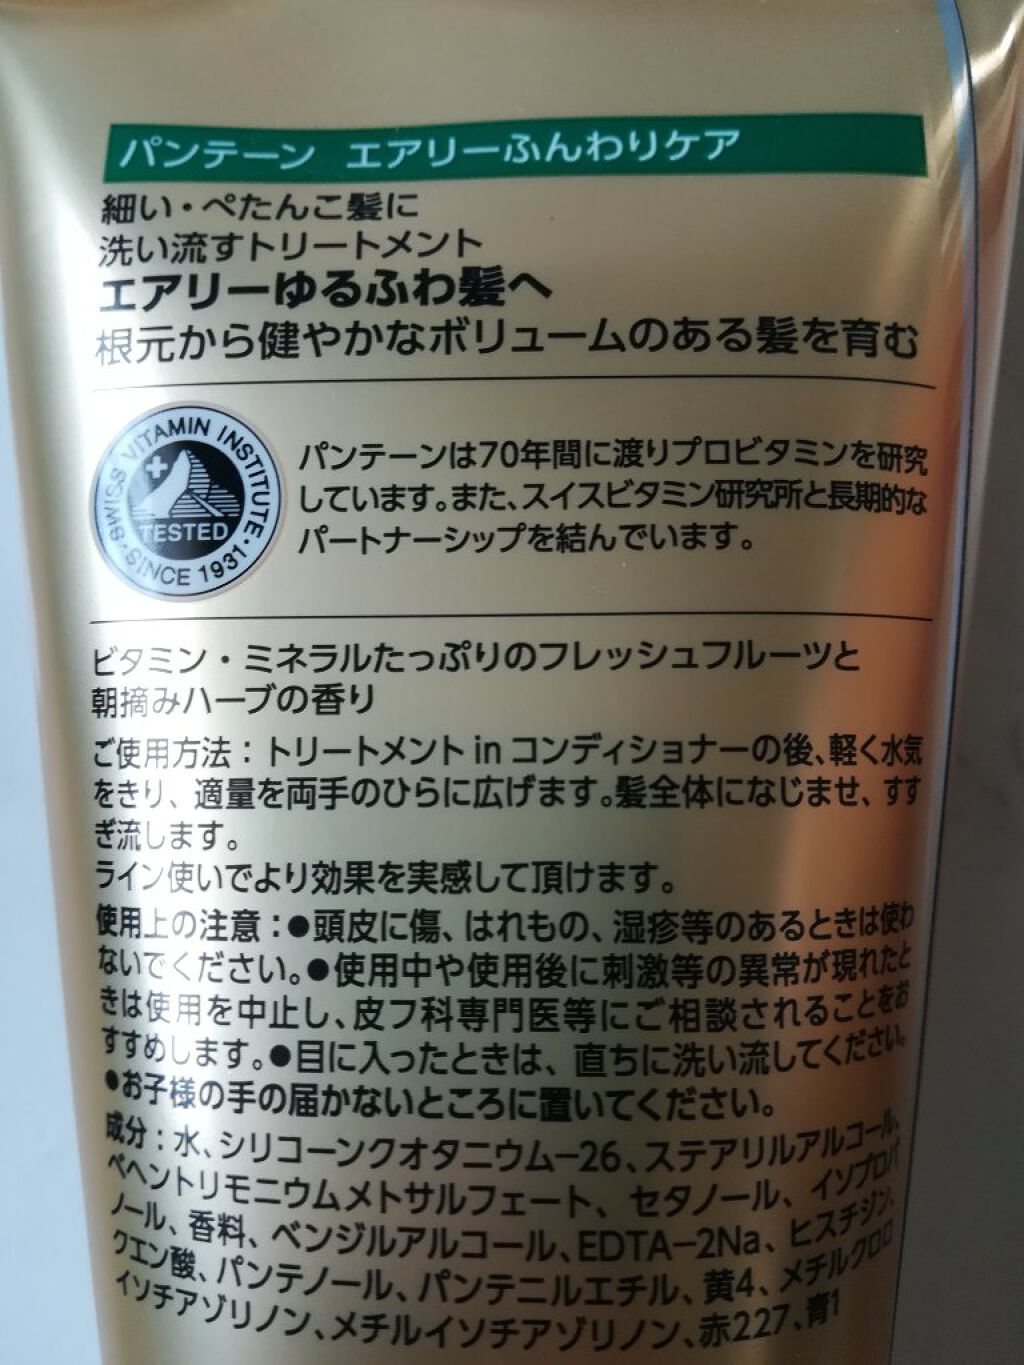 パンテーン エアリーふんわりケア
細い・ぺたんこ髪に
洗い流すトリートメント
エアリーゆるふわ髪へ
根元から健やかなボリュームのある髪を育む
SWISS VITAMIN INSTITUTE
TESTED
SINCE 1931
パンテーンは70年間に渡りプロビタミンを研究
しています。また、スイスビタミン研究所と長期的な
パートナーシップを結んでいます。
ビタミン・ミネラルたっぷりのフレッシュフルーツと
朝摘みハーブの香り
ご使用方法：トリートメント in コンディショナーの後、軽く水気
をきり、適量を両手のひらに広げます。髪全体になじませ、すす
ぎ流します。
ライン使いでより効果を実感して頂けます。
使用上の注意：●頭皮に傷、はれもの、湿疹等のあるときは使わ
ないでください。●使用中や使用後に刺激等の異常が現れたと
きは使用を中止し、皮フ科専門医等にご相談されることをお
すすめします。●目に入ったときは、直ちに洗い流してください。
●お子様の手の届かないところに置いてください。
成分：水、シリコーンクオタニウム－26、ステアリルアルコール、
ベヘントリモニウムメトサルフェート、セタノール、イソプロパ
ノール、香料、ベンジルアルコール、EDTA－2Na、ヒスチジン、
クエン酸、パンテノール、パンテニルエチル、黄4、メチルクロロ
イソチアゾリノン、メチルイソチアゾリノン、赤227、青1